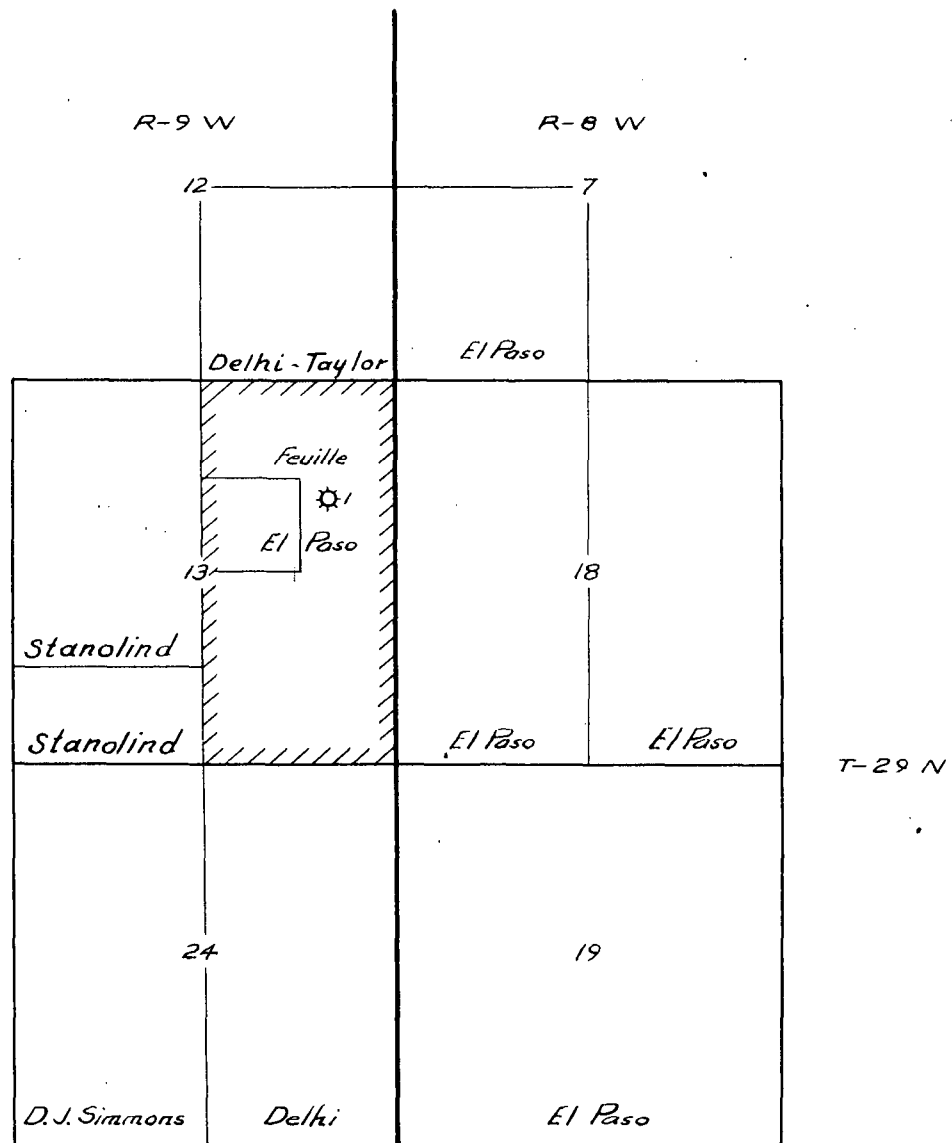 R-9 W R-8 W
12 7
Delhi-Taylor El Paso
Feuille
1
El Paso
13 18
Stanolind
Stanolind El Paso El Paso
T-29 N
24 19
D.J. Simmons Delhi El Paso